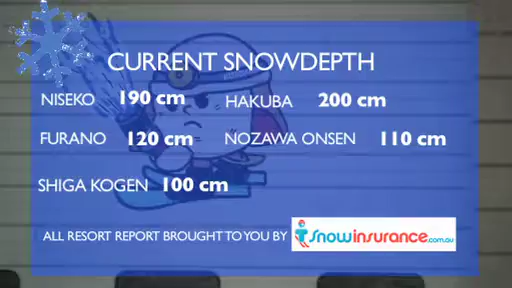 CURRENT SNOWDEPTH
NISEKO 190 cm HAKUBA 200 cm
FURANO 120 cm NOZAWA ONSEN 110 cm
SHIGA KOGEN 100 cm
ALL RESORT REPORT BROUGHT TO YOU BY snowinsurance.com.au